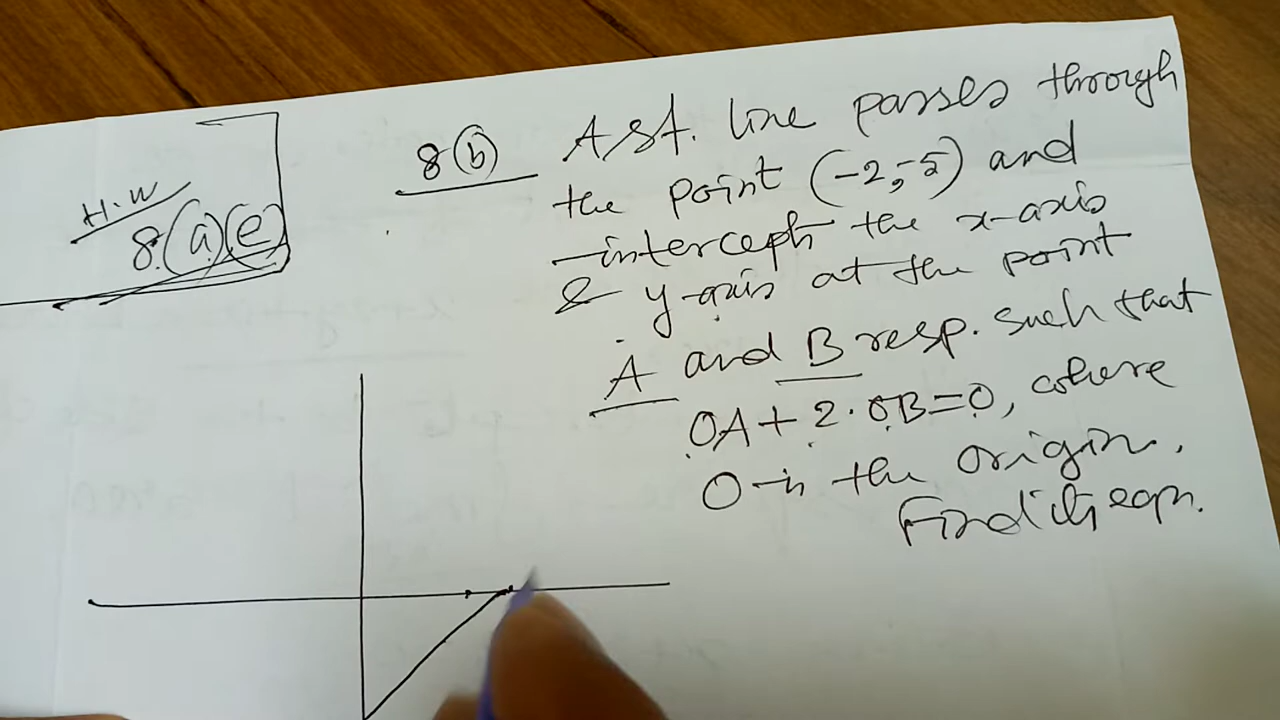 H.W
8.(a)(e)
8(b) A st. line passes through
the point (-2,-5) and
intercepts the x-axis
& y-axis at the point
A and B resp. such that
OA + 2·OB=0, where
O is the origin.
Find its eqn.